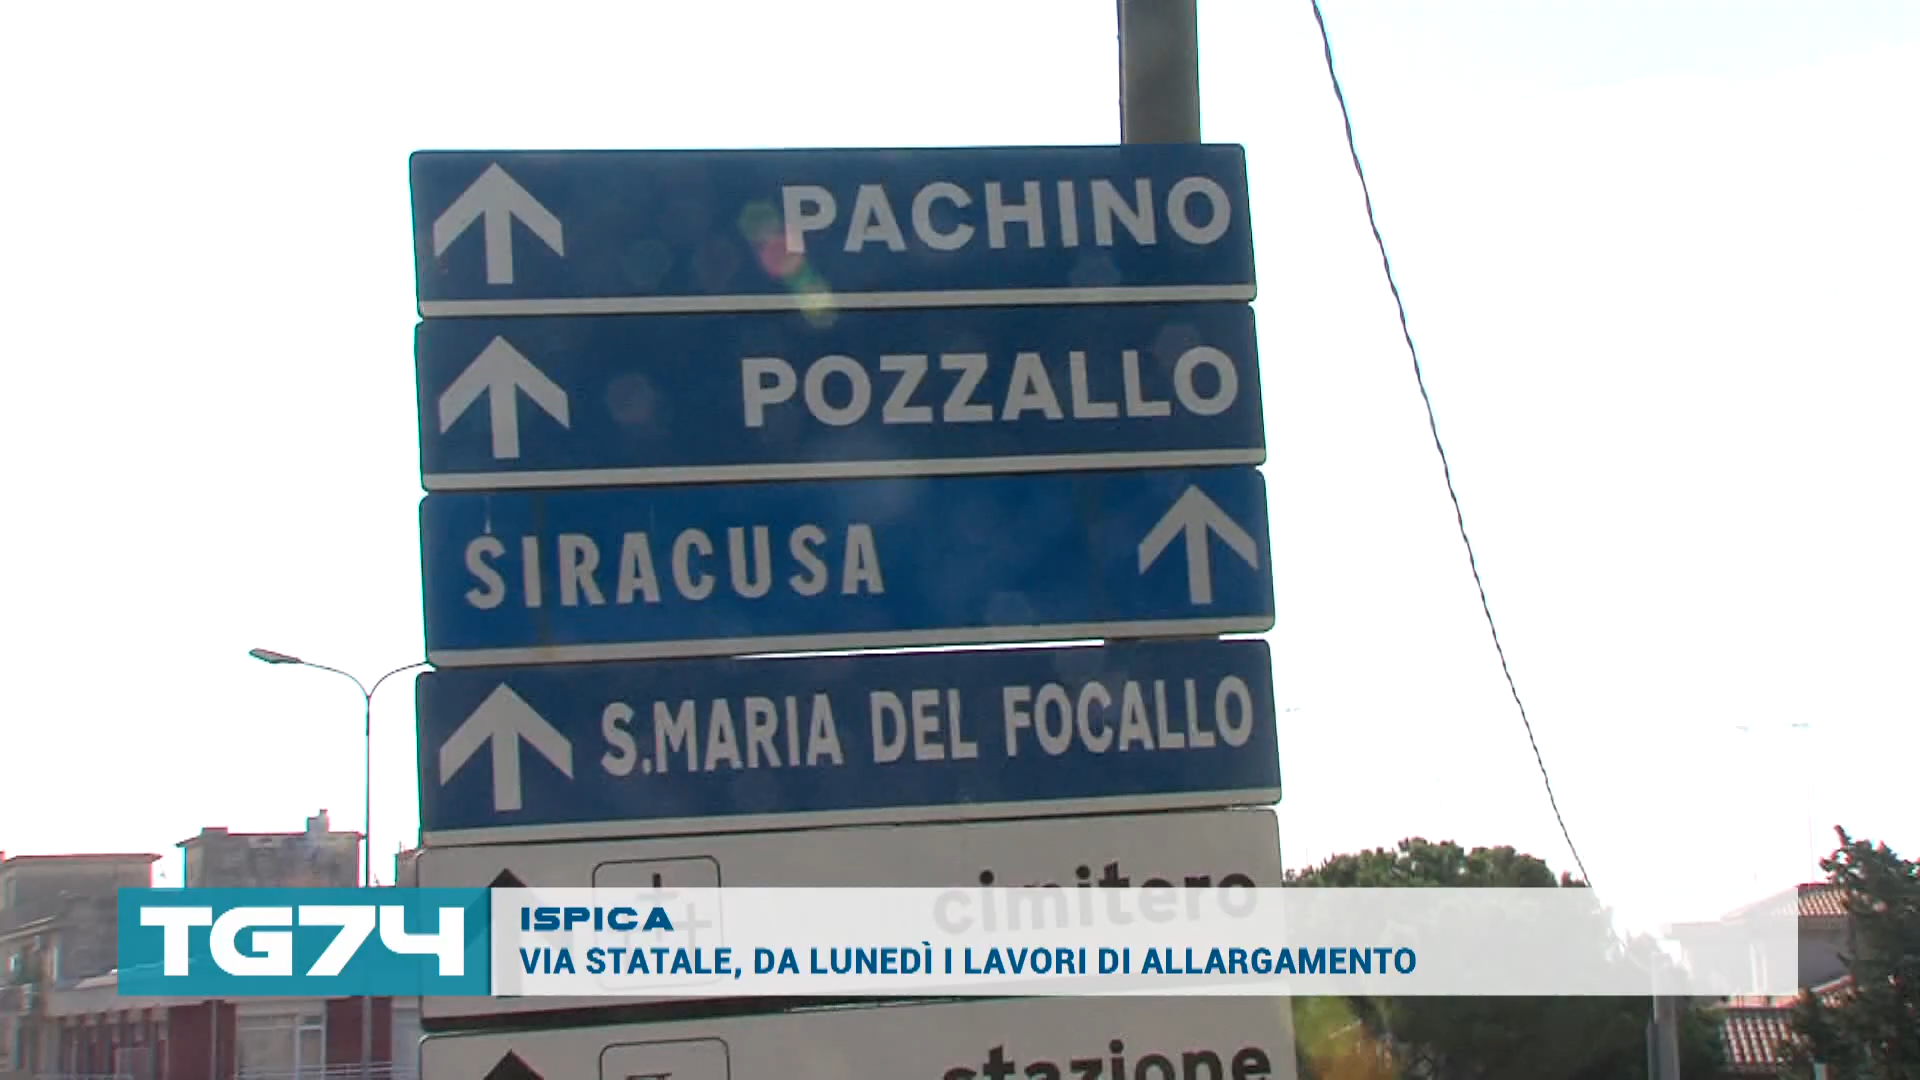 PACHINO
POZZALLO
SIRACUSA
S.MARIA DEL FOCALLO
cimitero
TG74
ISPICA
VIA STATALE, DA LUNEDÌ I LAVORI DI ALLARGAMENTO
stazione